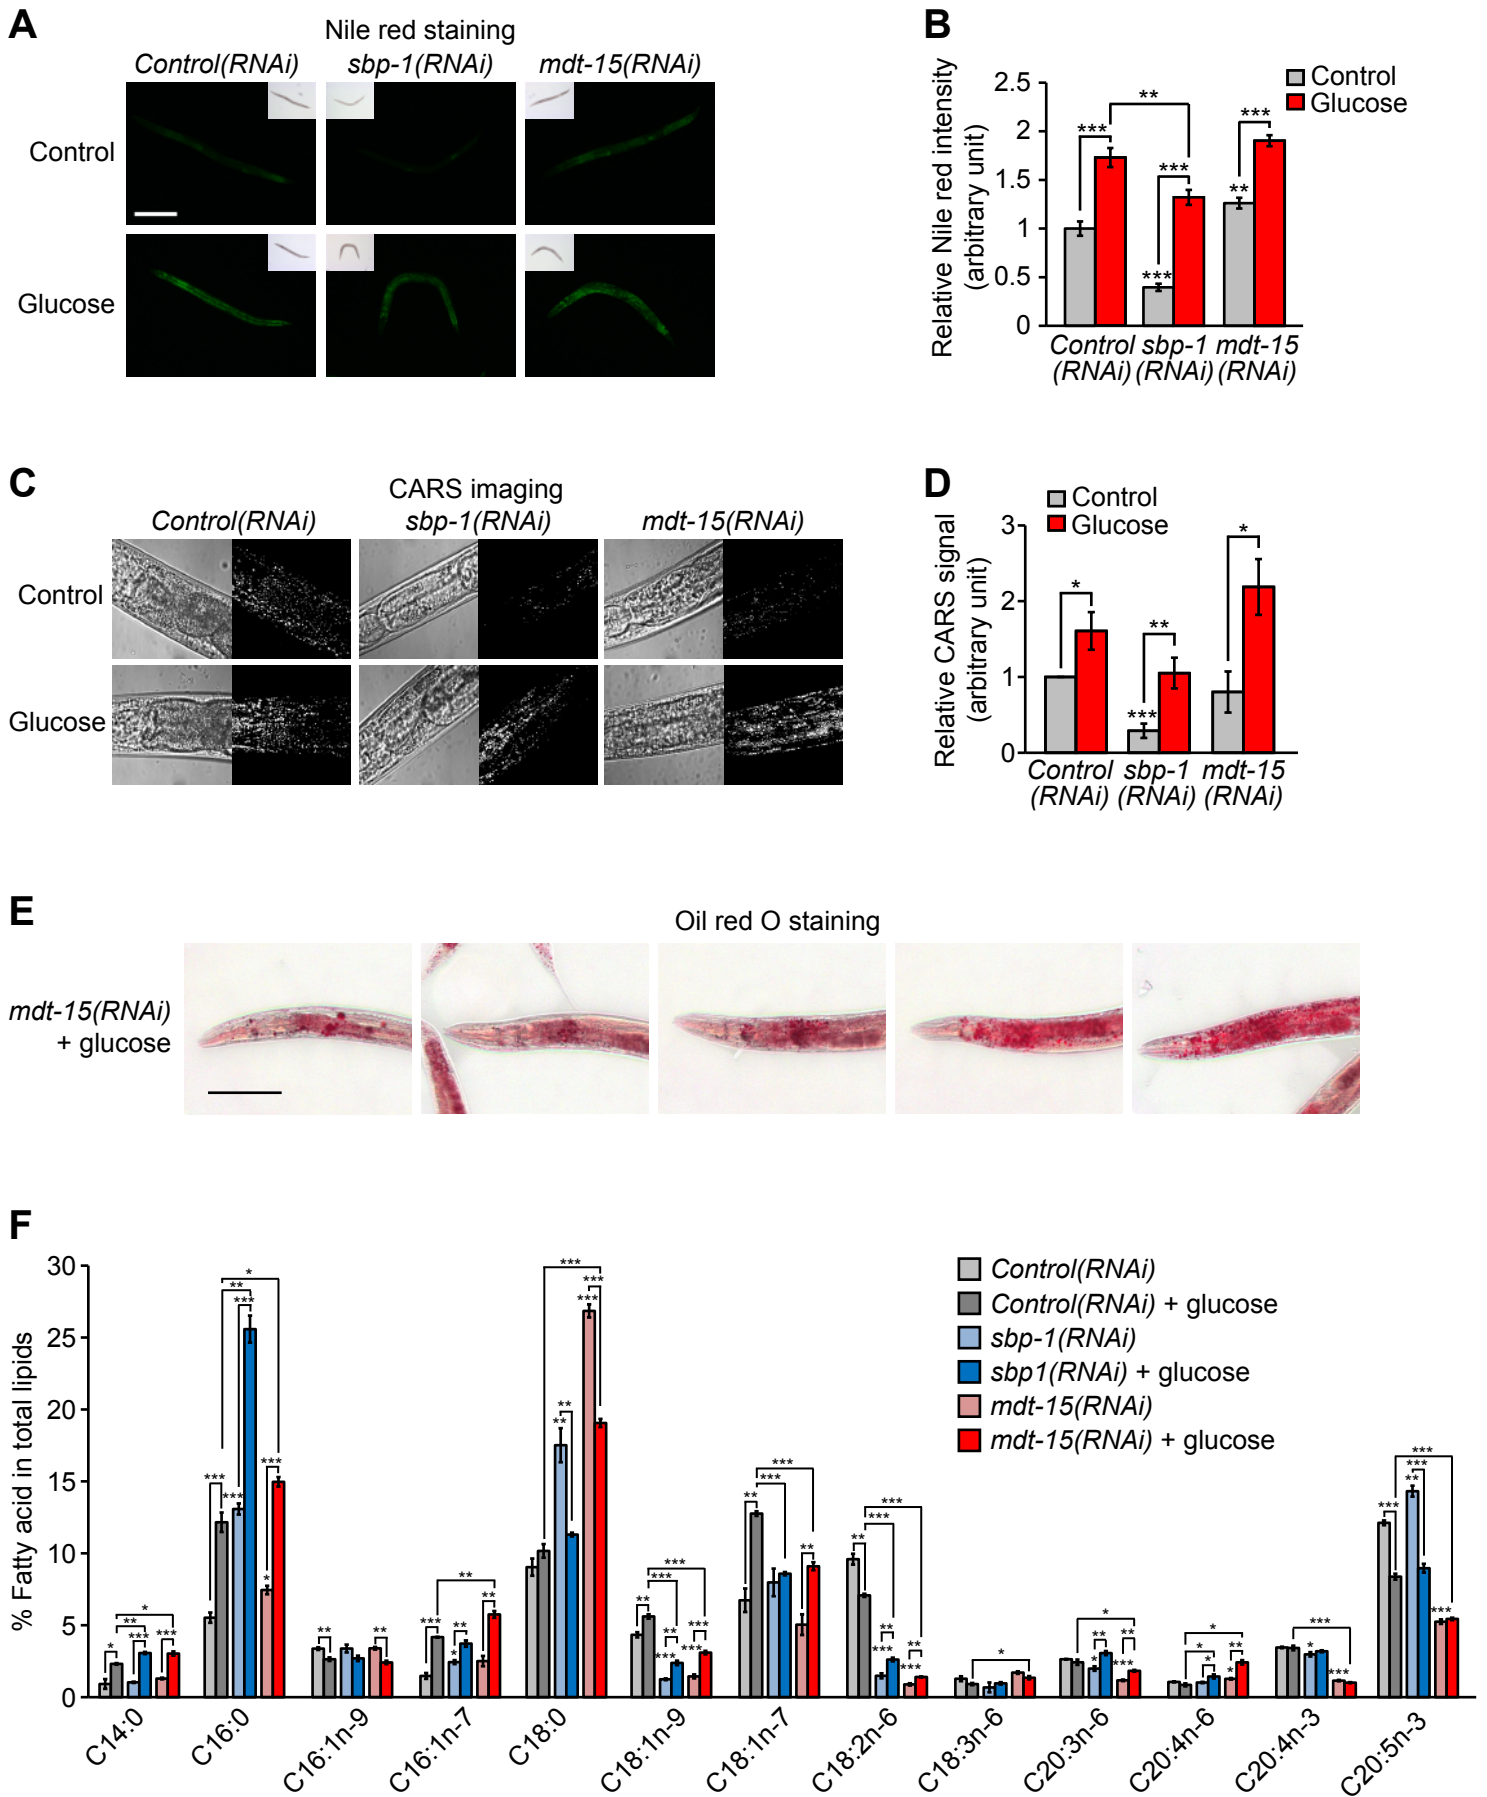 A
Nile red staining
Control(RNAi) sbp-1(RNAi) mdt-15(RNAi)
Control
Glucose
B
Relative Nile red intensity
(arbitrary unit)
2.5
2
1.5
1
0.5
0
Control
Glucose
***
**
***
***
***
**
Control sbp-1 mdt-15
(RNAi) (RNAi) (RNAi)
C
CARS imaging
Control(RNAi) sbp-1(RNAi) mdt-15(RNAi)
Control
Glucose
D
Relative CARS signal
(arbitrary unit)
3
2
1
0
Control
Glucose
*
**
***
*
Control sbp-1 mdt-15
(RNAi) (RNAi) (RNAi)
E
Oil red O staining
mdt-15(RNAi)
+ glucose
F
% Fatty acid in total lipids
30
25
20
15
10
5
0
Control(RNAi)
Control(RNAi) + glucose
sbp-1(RNAi)
sbp1(RNAi) + glucose
mdt-15(RNAi)
mdt-15(RNAi) + glucose
C14:0 C16:0 C16:1n-9 C16:1n-7 C18:0 C18:1n-9 C18:1n-7 C18:2n-6 C18:3n-6 C20:3n-6 C20:4n-6 C20:4n-3 C20:5n-3